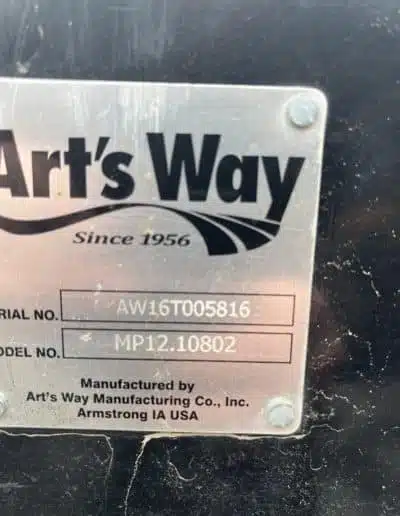 Art's Way
Since 1956
RIAL NO. AW16T005816
ODEL NO. MP12.10802
Manufactured by
Art's Way Manufacturing Co., Inc.
Armstrong IA USA